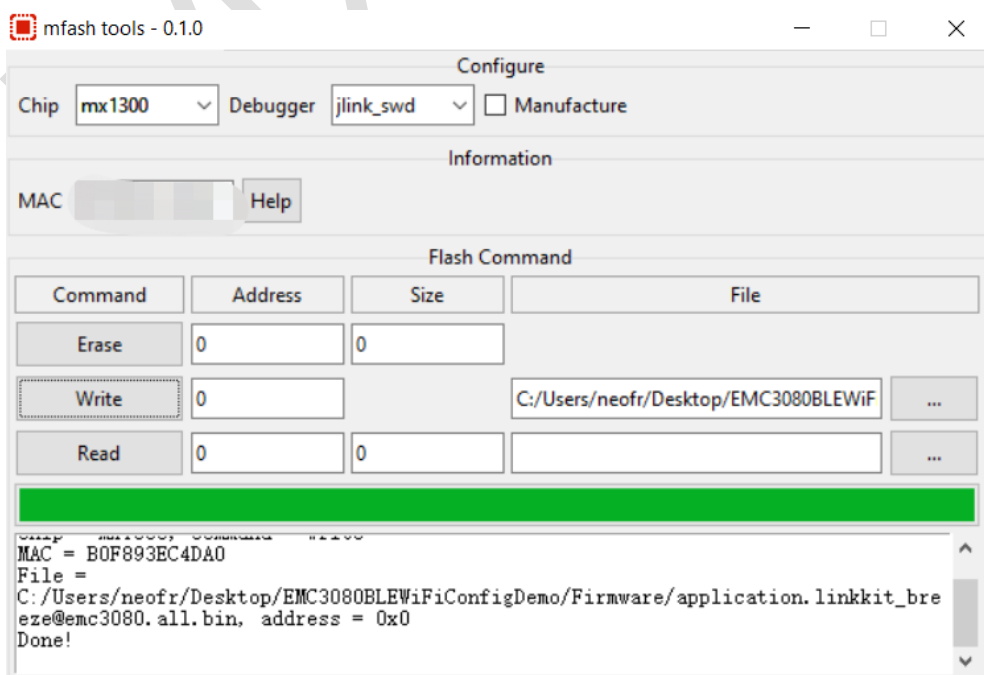 mfash tools - 0.1.0
Configure
Chip mx1300 Debugger jlink_swd Manufacture
Information
MAC Help
Flash Command
Command Address Size File
Erase 0 0
Write 0 C:/Users/neofr/Desktop/EMC3080BLEWiF ...
Read 0 0 ...
MAC = B0F893EC4DA0
File =
C:/Users/neofr/Desktop/EMC3080BLEWiFiConfigDemo/Firmware/application.linkkit_bre
eze@emc3080.all.bin, address = 0x0
Done!